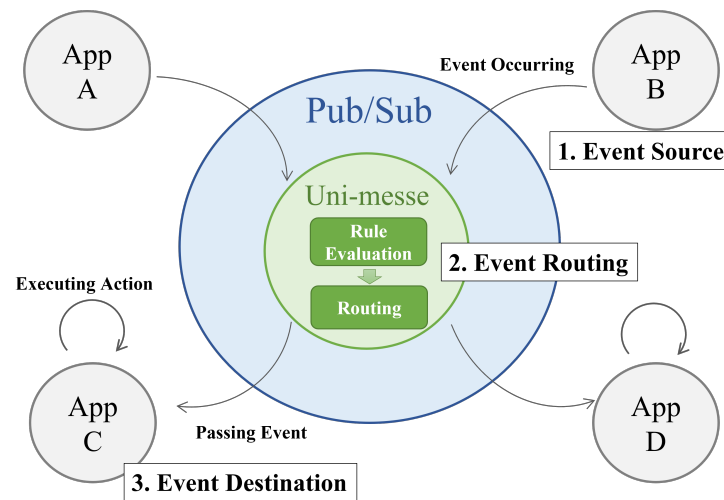 App
A
Event Occurring
App
B
Pub/Sub
1. Event Source
Uni-messe
Rule
Evaluation
2. Event Routing
Executing Action
Routing
App
C
Passing Event
App
D
3. Event Destination